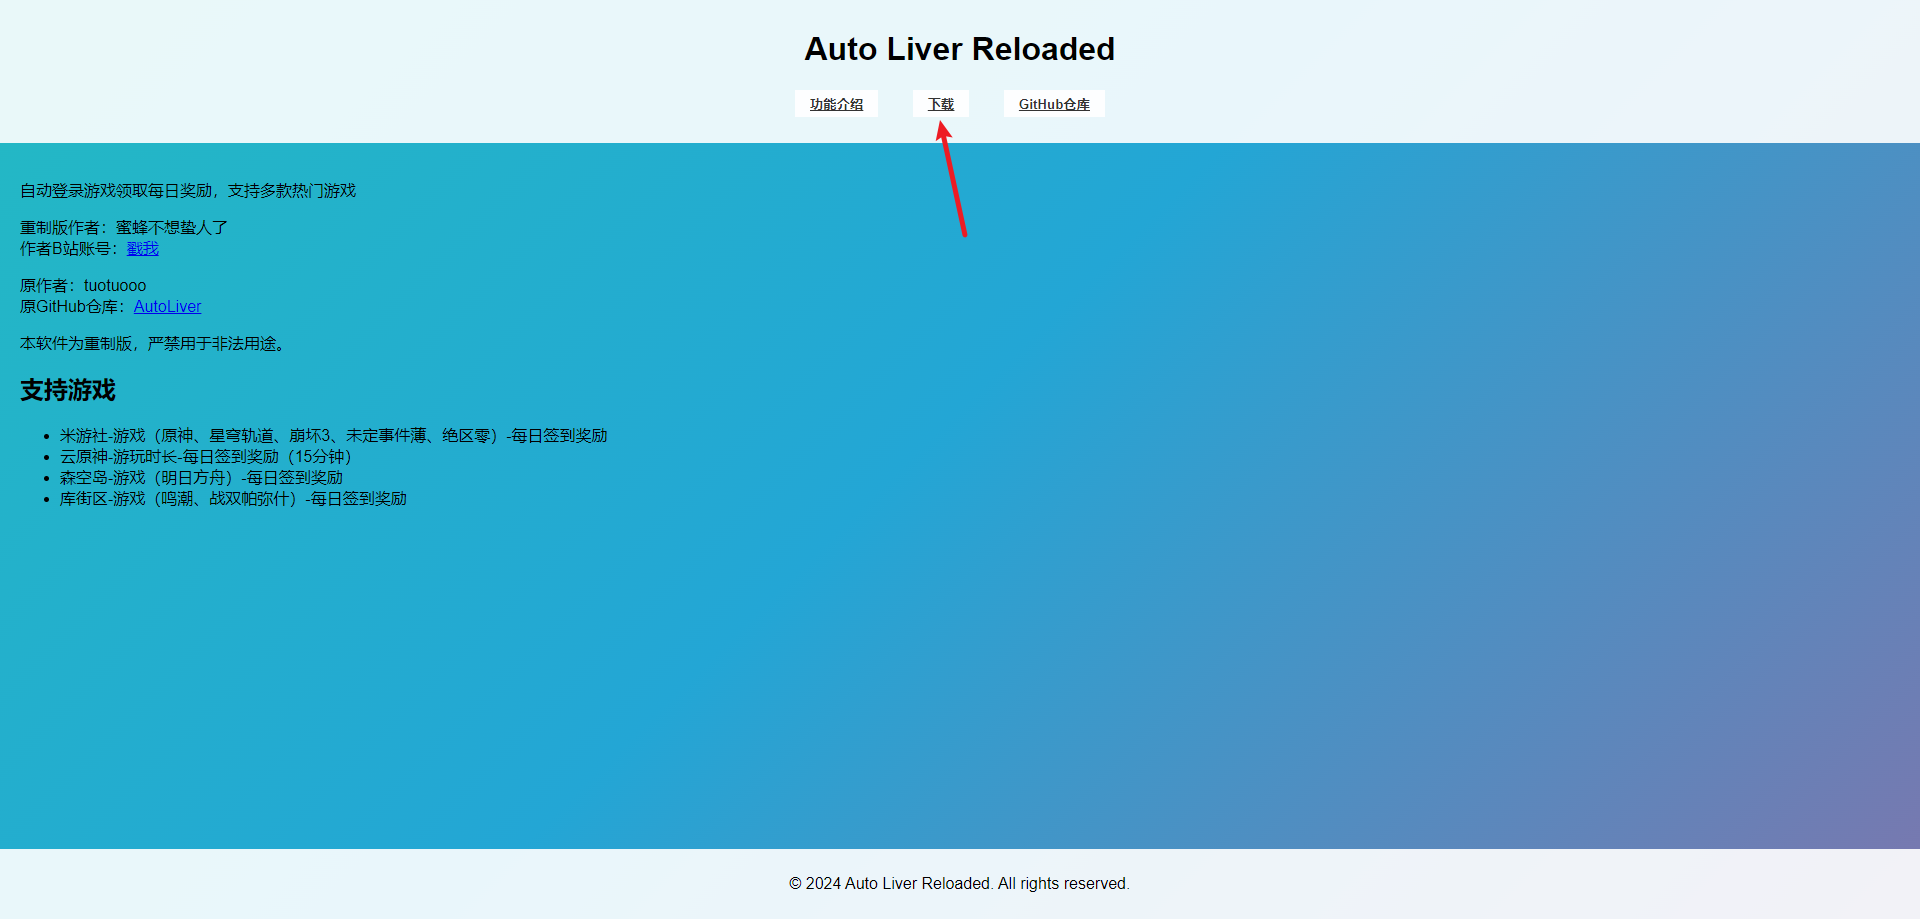 Auto Liver Reloaded
功能介绍 下载 GitHub仓库
自动登录游戏领取每日奖励，支持多款热门游戏
重制版作者：蜜蜂不想蛰人了
作者B站账号：戳我
原作者：tuotuooo
原GitHub仓库：AutoLiver
本软件为重制版，严禁用于非法用途。
支持游戏
• 米游社-游戏（原神、星穹轨道、崩坏3、未定事件薄、绝区零）-每日签到奖励
• 云原神-游玩时长-每日签到奖励（15分钟）
• 森空岛-游戏（明日方舟）-每日签到奖励
• 库街区-游戏（鸣潮、战双帕弥什）-每日签到奖励
© 2024 Auto Liver Reloaded. All rights reserved.